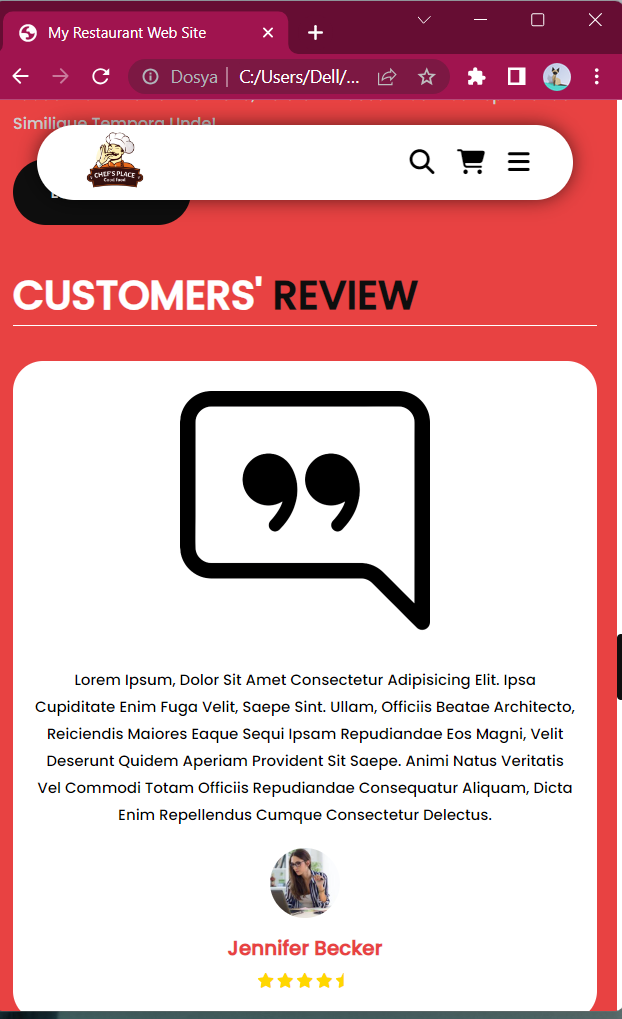 My Restaurant Web Site
Dosya | C:/Users/Dell/...
Similique Tempora Unde!
CHEF'S PLACE
Good Food
CUSTOMERS' REVIEW
Lorem Ipsum, Dolor Sit Amet Consectetur Adipisicing Elit. Ipsa
Cupiditate Enim Fuga Velit, Saepe Sint. Ullam, Officiis Beatae Architecto,
Reiciendis Maiores Eaque Sequi Ipsam Repudiandae Eos Magni, Velit
Deserunt Quidem Aperiam Provident Sit Saepe. Animi Natus Veritatis
Vel Commodi Totam Officiis Repudiandae Consequatur Aliquam, Dicta
Enim Repellendus Cumque Consectetur Delectus.
Jennifer Becker